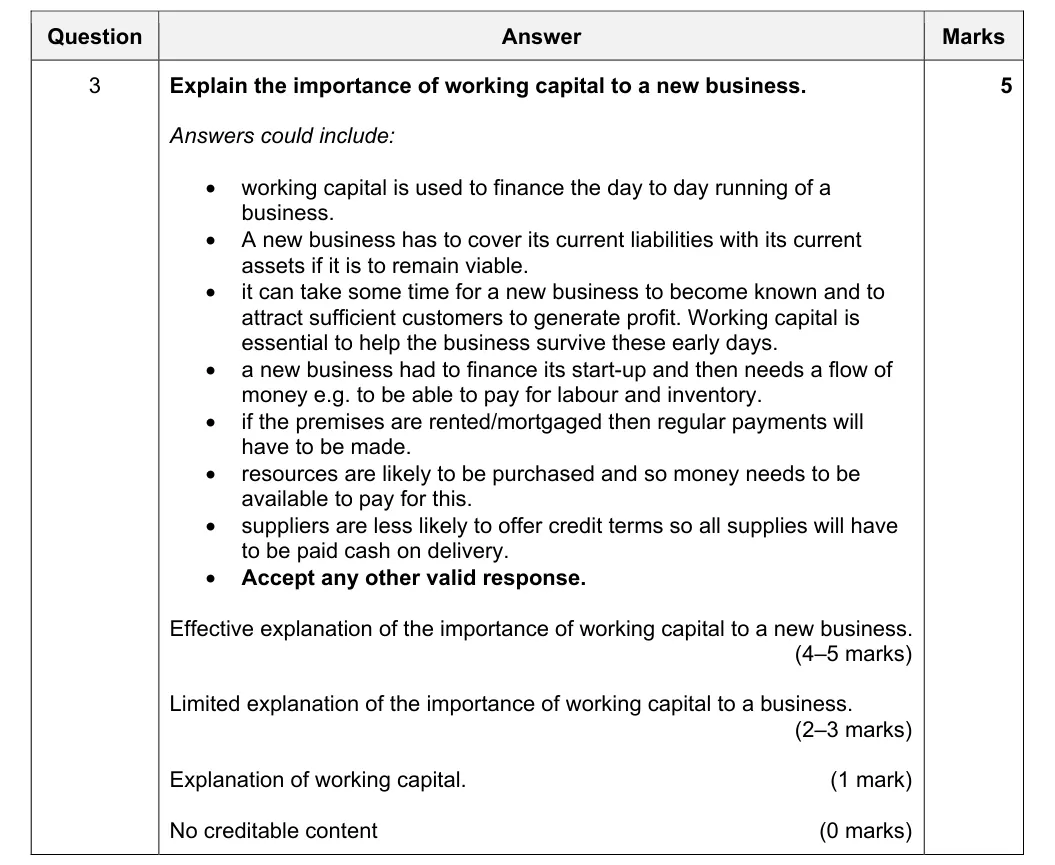 Question Answer Marks
3 Explain the importance of working capital to a new business. 5
Answers could include:
• working capital is used to finance the day to day running of a
business.
• A new business has to cover its current liabilities with its current
assets if it is to remain viable.
• it can take some time for a new business to become known and to
attract sufficient customers to generate profit. Working capital is
essential to help the business survive these early days.
• a new business had to finance its start-up and then needs a flow of
money e.g. to be able to pay for labour and inventory.
• if the premises are rented/mortgaged then regular payments will
have to be made.
• resources are likely to be purchased and so money needs to be
available to pay for this.
• suppliers are less likely to offer credit terms so all supplies will have
to be paid cash on delivery.
• Accept any other valid response.
Effective explanation of the importance of working capital to a new business.
(4–5 marks)
Limited explanation of the importance of working capital to a business.
(2–3 marks)
Explanation of working capital. (1 mark)
No creditable content (0 marks)